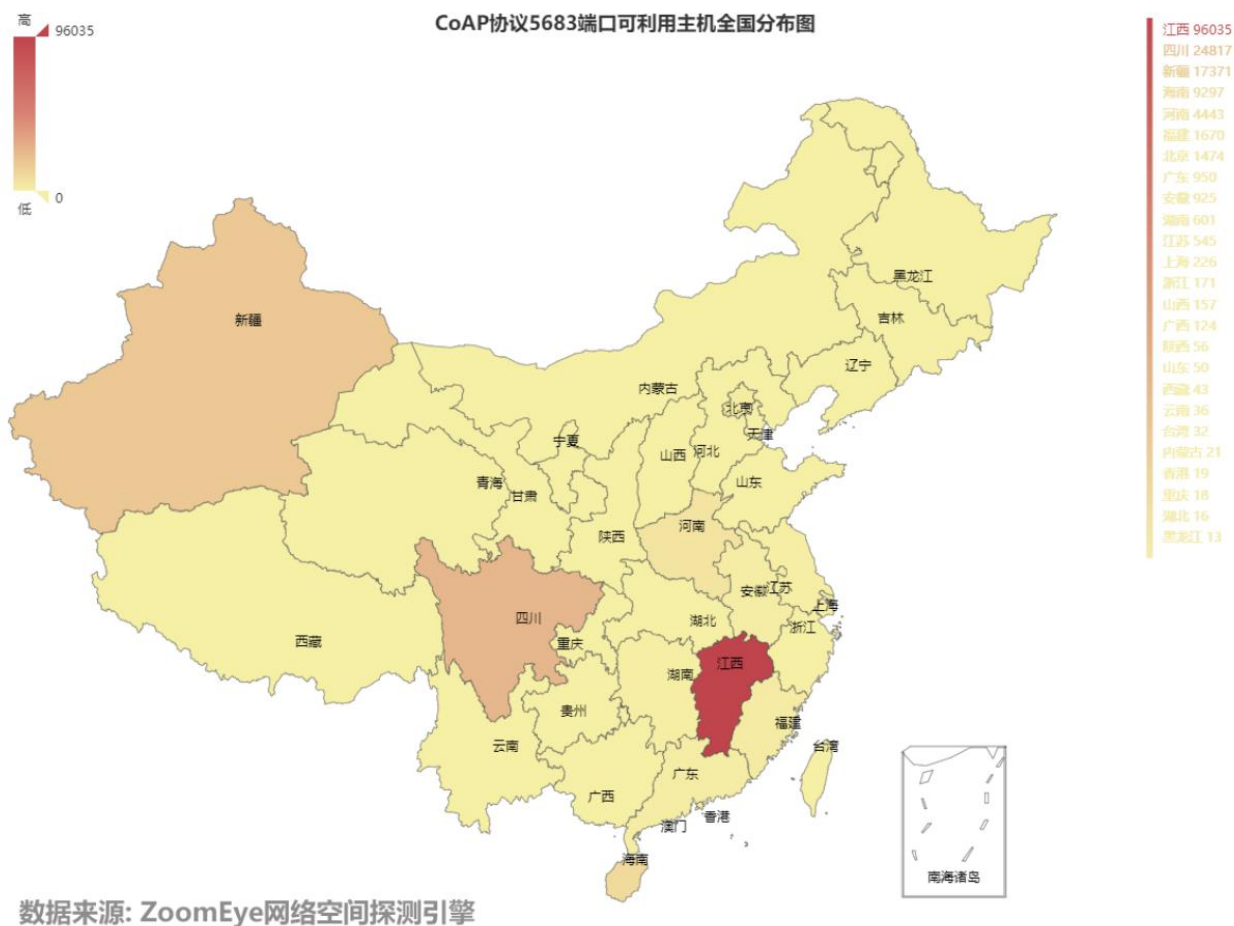 CoAP协议5683端口可利用主机全国分布图
高
96035
0
低
江西 96035
四川 24817
新疆 17371
海南 9297
河南 4443
福建 1670
北京 1474
广东 950
安徽 925
湖南 601
江苏 545
上海 226
浙江 171
山西 157
广西 124
陕西 56
山东 50
西藏 43
云南 36
台湾 32
内蒙古 21
香港 19
重庆 18
湖北 16
黑龙江 13
黑龙江
新疆
吉林
辽宁
内蒙古
北京
天津
宁夏
山西
河北
青海
甘肃
山东
河南
陕西
安徽
江苏
上海
四川
湖北
浙江
西藏
重庆
江西
湖南
贵州
福建
云南
台湾
广东
广西
香港
澳门
海南
南海诸岛
数据来源: ZoomEye网络空间探测引擎